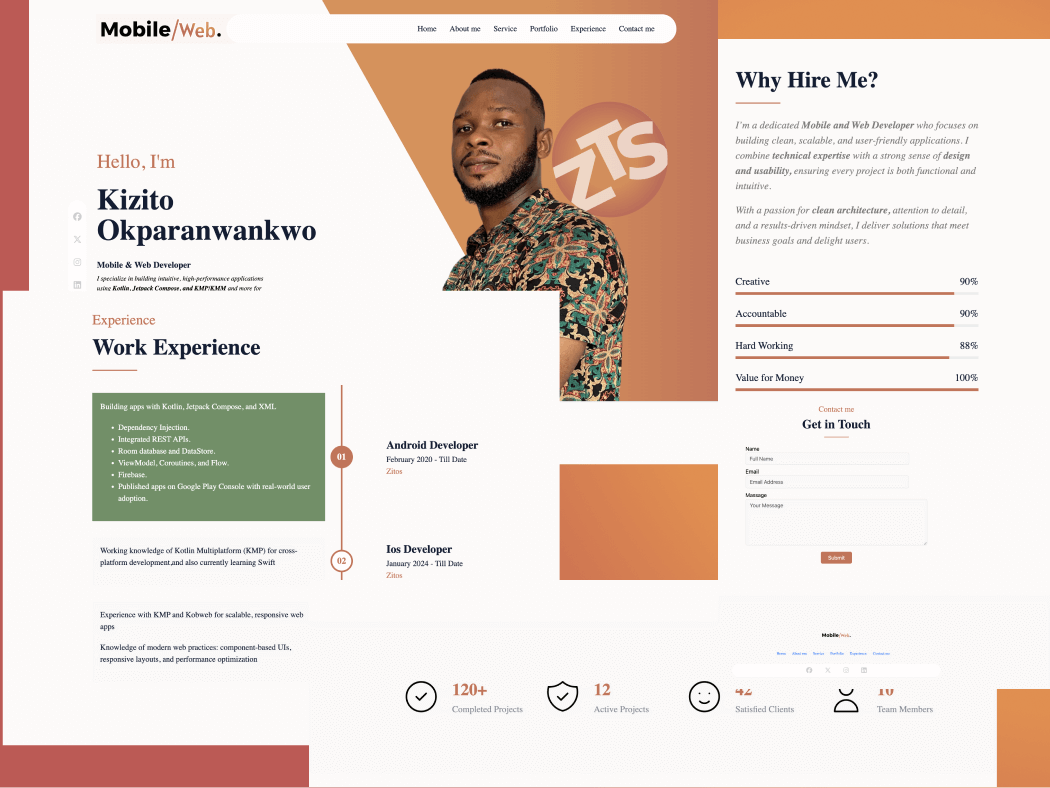 Mobile/Web.
Home About me Service Portfolio Experience Contact me
ZTS
Hello, I'm
Kizito
Okparanwankwo
Mobile & Web Developer
I specialize in building intuitive, high-performance applications
using Kotlin, Jetpack Compose, and KMP/KMM and more for
Why Hire Me?
I'm a dedicated Mobile and Web Developer who focuses on
building clean, scalable, and user-friendly applications. I
combine technical expertise with a strong sense of design
and usability, ensuring every project is both functional and
intuitive.
With a passion for clean architecture, attention to detail,
and a results-driven mindset, I deliver solutions that meet
business goals and delight users.
Creative 90%
Accountable 90%
Hard Working 88%
Value for Money 100%
Experience
Work Experience
Building apps with Kotlin, Jetpack Compose, and XML
• Dependency Injection.
• Integrated REST APIs.
• Room database and DataStore.
• ViewModel, Coroutines, and Flow.
• Firebase.
• Published apps on Google Play Console with real-world user
adoption.
01
Android Developer
February 2020 - Till Date
Zitos
Working knowledge of Kotlin Multiplatform (KMP) for cross-
platform development,and also currently learning Swift
02
Ios Developer
January 2024 - Till Date
Zitos
Experience with KMP and Kobweb for scalable, responsive web
apps
Knowledge of modern web practices: component-based UIs,
responsive layouts, and performance optimization
Contact me
Get in Touch
Name
Full Name
Email
Email Address
Massage
Your Message
Submit
Mobile/Web.
Home About me Service Portfolio Experience Contact me
120+ 12 42 10
Completed Projects Active Projects Satisfied Clients Team Members